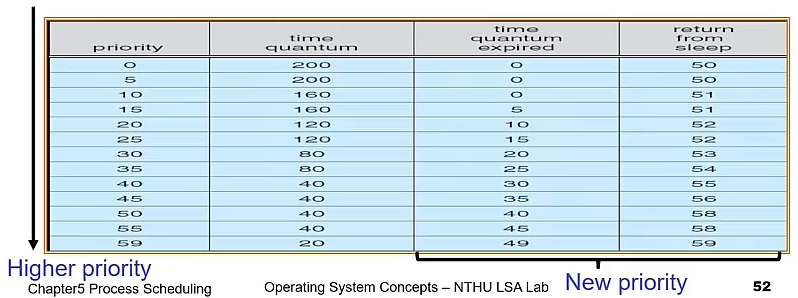 priority time quantum time quantum expired return from sleep
0 200 0 50
5 200 0 50
10 160 0 51
15 160 5 51
20 120 10 52
25 120 15 52
30 80 20 53
35 80 25 54
40 40 30 55
45 40 35 56
50 40 40 58
55 40 45 58
59 20 49 59
Higher priority
New priority
Chapter5 Process Scheduling Operating System Concepts – NTHU LSA Lab 52